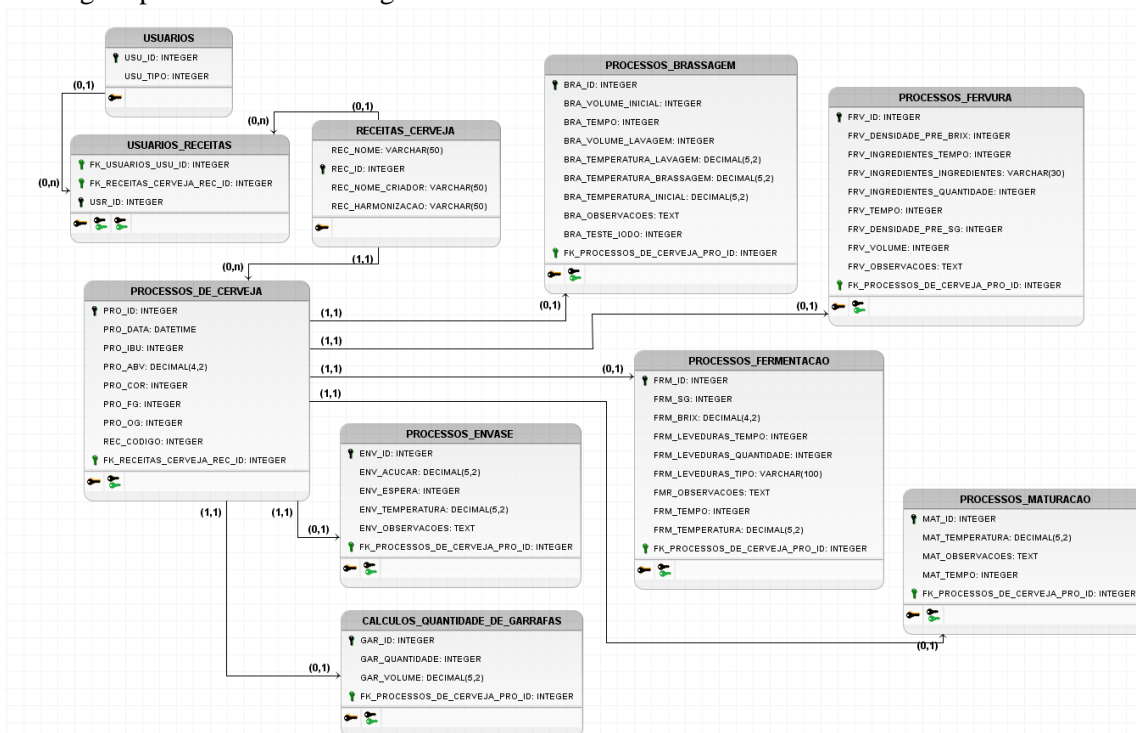 USUARIOS
USU_ID: INTEGER
USU_TIPO: INTEGER
(0,1)
(0,n)
USUARIOS_RECEITAS
FK_USUARIOS_USU_ID: INTEGER
FK_RECEITAS_CERVEJA_REC_ID: INTEGER
USR_ID: INTEGER
(0,n)
(0,1)
RECEITAS_CERVEJA
REC_NOME: VARCHAR(50)
REC_ID: INTEGER
REC_NOME_CRIADOR: VARCHAR(50)
REC_HARMONIZACAO: VARCHAR(50)
(1,1)
(0,n)
PROCESSOS_DE_CERVEJA
PRO_ID: INTEGER
PRO_DATA: DATETIME
PRO_IBU: INTEGER
PRO_ABV: DECIMAL(4,2)
PRO_COR: INTEGER
PRO_FG: INTEGER
PRO_OG: INTEGER
REC_CODIGO: INTEGER
FK_RECEITAS_CERVEJA_REC_ID: INTEGER
(1,1)
(1,1)
(1,1)
(1,1)
(1,1)
(1,1)
PROCESSOS_BRASSAGEM
BRA_ID: INTEGER
BRA_VOLUME_INICIAL: INTEGER
BRA_TEMPO: INTEGER
BRA_VOLUME_LAVAGEM: INTEGER
BRA_TEMPERATURA_LAVAGEM: DECIMAL(5,2)
BRA_TEMPERATURA_BRASSAGEM: DECIMAL(5,2)
BRA_TEMPERATURA_INICIAL: DECIMAL(5,2)
BRA_OBSERVACOES: TEXT
BRA_TESTE_IODO: INTEGER
FK_PROCESSOS_DE_CERVEJA_PRO_ID: INTEGER
(0,1)
PROCESSOS_FERVURA
FRV_ID: INTEGER
FRV_DENSIDADE_PRE_BRIX: INTEGER
FRV_INGREDIENTES_TEMPO: INTEGER
FRV_INGREDIENTES_INGREDIENTES: VARCHAR(30)
FRV_INGREDIENTES_QUANTIDADE: INTEGER
FRV_TEMPO: INTEGER
FRV_DENSIDADE_PRE_SG: INTEGER
FRV_VOLUME: INTEGER
FRV_OBSERVACOES: TEXT
FK_PROCESSOS_DE_CERVEJA_PRO_ID: INTEGER
(0,1)
PROCESSOS_FERMENTACAO
FRM_ID: INTEGER
FRM_SG: INTEGER
FRM_BRIX: DECIMAL(4,2)
FRM_LEVEDURAS_TEMPO: INTEGER
FRM_LEVEDURAS_QUANTIDADE: INTEGER
FRM_LEVEDURAS_TIPO: VARCHAR(100)
FMR_OBSERVACOES: TEXT
FRM_TEMPO: INTEGER
FRM_TEMPERATURA: DECIMAL(5,2)
FK_PROCESSOS_DE_CERVEJA_PRO_ID: INTEGER
(0,1)
PROCESSOS_ENVASE
ENV_ID: INTEGER
ENV_ACUCAR: DECIMAL(5,2)
ENV_ESPERA: INTEGER
ENV_TEMPERATURA: DECIMAL(5,2)
ENV_OBSERVACOES: TEXT
FK_PROCESSOS_DE_CERVEJA_PRO_ID: INTEGER
(0,1)
PROCESSOS_MATURACAO
MAT_ID: INTEGER
MAT_TEMPERATURA: DECIMAL(5,2)
MAT_OBSERVACOES: TEXT
MAT_TEMPO: INTEGER
FK_PROCESSOS_DE_CERVEJA_PRO_ID: INTEGER
(0,1)
CALCULOS_QUANTIDADE_DE_GARRAFAS
GAR_ID: INTEGER
GAR_QUANTIDADE: INTEGER
GAR_VOLUME: DECIMAL(5,2)
FK_PROCESSOS_DE_CERVEJA_PRO_ID: INTEGER
(0,1)